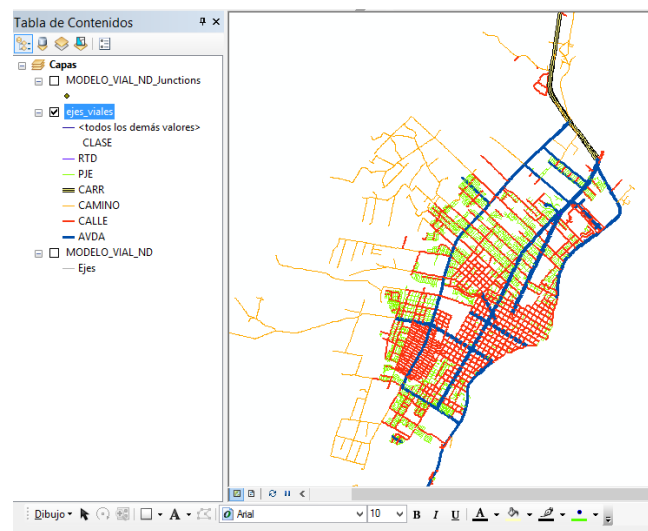 Tabla de Contenidos
Capas
MODELO_VIAL_ND_Junctions
ejes_viales
<todos los demás valores>
CLASE
RTD
PJE
CARR
CAMINO
CALLE
AVDA
MODELO_VIAL_ND
Ejes
Dibujo A Arial 10 B I U A